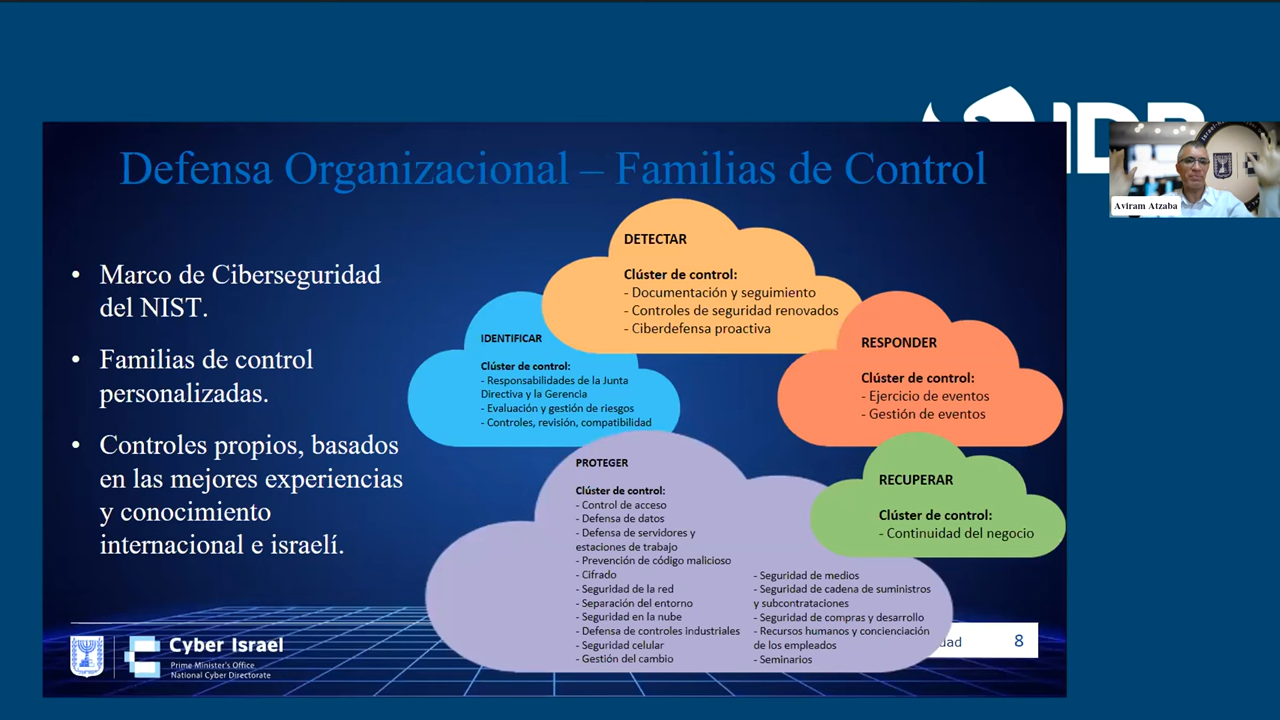 IDB
Defensa Organizacional – Familias de Control
Aviram Atzaba
• Marco de Ciberseguridad
del NIST.
• Familias de control
personalizadas.
• Controles propios, basados
en las mejores experiencias
y conocimiento
internacional e israelí.
DETECTAR
Clúster de control:
- Documentación y seguimiento
- Controles de seguridad renovados
- Ciberdefensa proactiva
IDENTIFICAR
Clúster de control:
- Responsabilidades de la Junta
Directiva y la Gerencia
- Evaluación y gestión de riesgos
- Controles, revisión, compatibilidad
RESPONDER
Clúster de control:
- Ejercicio de eventos
- Gestión de eventos
PROTEGER
Clúster de control:
- Control de acceso
- Defensa de datos
- Defensa de servidores y
estaciones de trabajo
- Prevención de código malicioso
- Cifrado
- Seguridad de la red
- Separación del entorno
- Seguridad en la nube
- Defensa de controles industriales
- Seguridad celular
- Gestión del cambio
- Seguridad de medios
- Seguridad de cadena de suministros
y subcontrataciones
- Seguridad de compras y desarrollo
- Recursos humanos y concienciación
de los empleados
- Seminarios
RECUPERAR
Clúster de control:
- Continuidad del negocio
Cyber Israel
Prime Minister's Office
National Cyber Directorate
dad 8